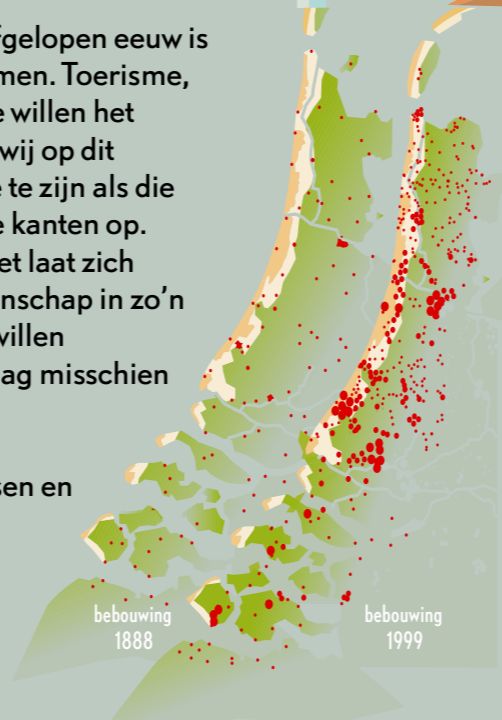 fgelopen eeuw is
men. Toerisme,
e willen het
wij op dit
e te zijn als die
e kanten op.
et laat zich
nschap in zo'n
willen
ag misschien
sen en
bebouwing
1888
bebouwing
1999